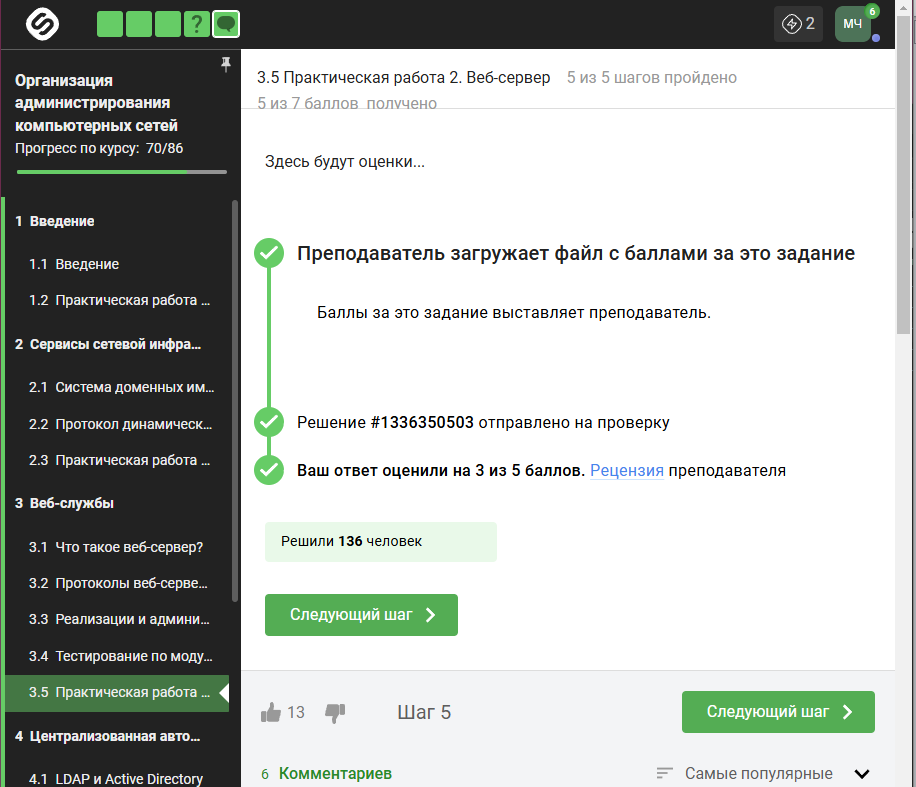 ?
2
МЧ
6
Организация
администрирования
компьютерных сетей
Прогресс по курсу: 70/86
1 Введение
1.1 Введение
1.2 Практическая работа ...
2 Сервисы сетевой инфра...
2.1 Система доменных им...
2.2 Протокол динамическ...
2.3 Практическая работа ...
3 Веб-службы
3.1 Что такое веб-сервер?
3.2 Протоколы веб-серве...
3.3 Реализации и админи...
3.4 Тестирование по моду...
3.5 Практическая работа ...
4 Централизованная авто...
4.1 LDAP и Active Directory
3.5 Практическая работа 2. Веб-сервер 5 из 5 шагов пройдено
5 из 7 баллов получено
Здесь будут оценки...
Преподаватель загружает файл с баллами за это задание
Баллы за это задание выставляет преподаватель.
Решение #1336350503 отправлено на проверку
Ваш ответ оценили на 3 из 5 баллов. Рецензия преподавателя
Решили 136 человек
Следующий шаг
13
Шаг 5
Следующий шаг
6 Комментариев
Самые популярные